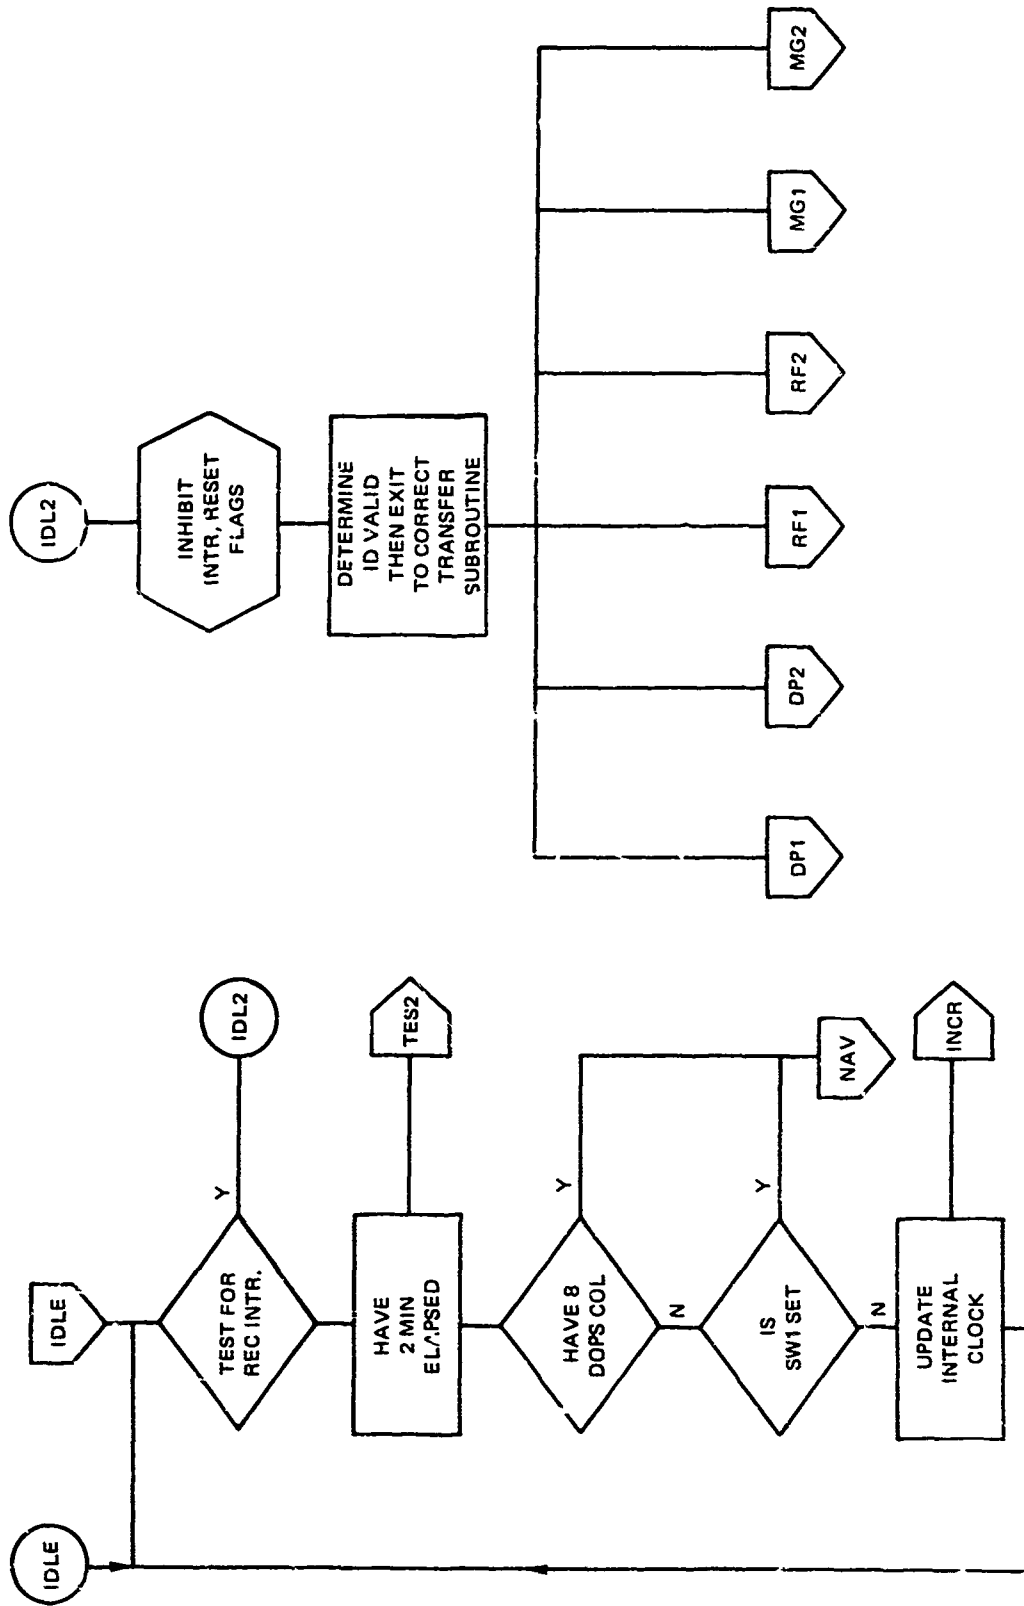 IDLE
IDLE
TEST FOR
REC INTR.
Y
IDL2
HAVE
2 MIN
ELAPSED
TES2
HAVE 8
DOPS COL
Y
N
IS
SW1 SET
Y
NAV
N
UPDATE
INTERNAL
CLOCK
INCR
IDL2
INHIBIT
INTR, RESET
FLAGS
DETERMINE
ID VALID
THEN EXIT
TO CORRECT
TRANSFER
SUBROUTINE
DP1
DP2
RF1
RF2
MG1
MG2